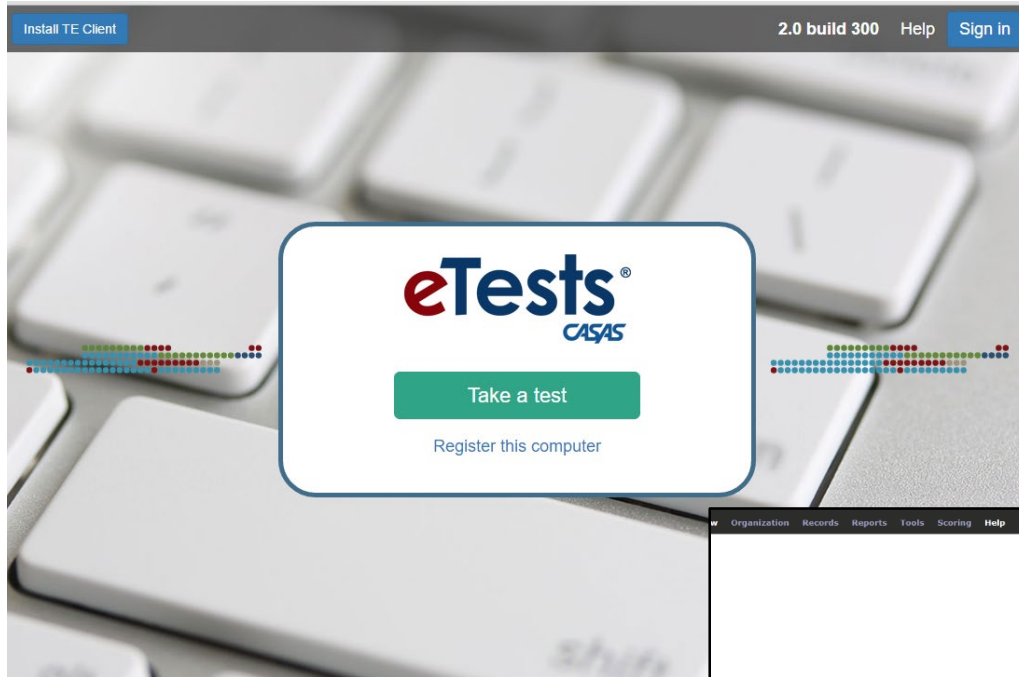 Install TE Client
2.0 build 300 Help Sign in
eTests®
CASAS
Take a test
Register this computer
w Organization Records Reports Tools Scoring Help
shift